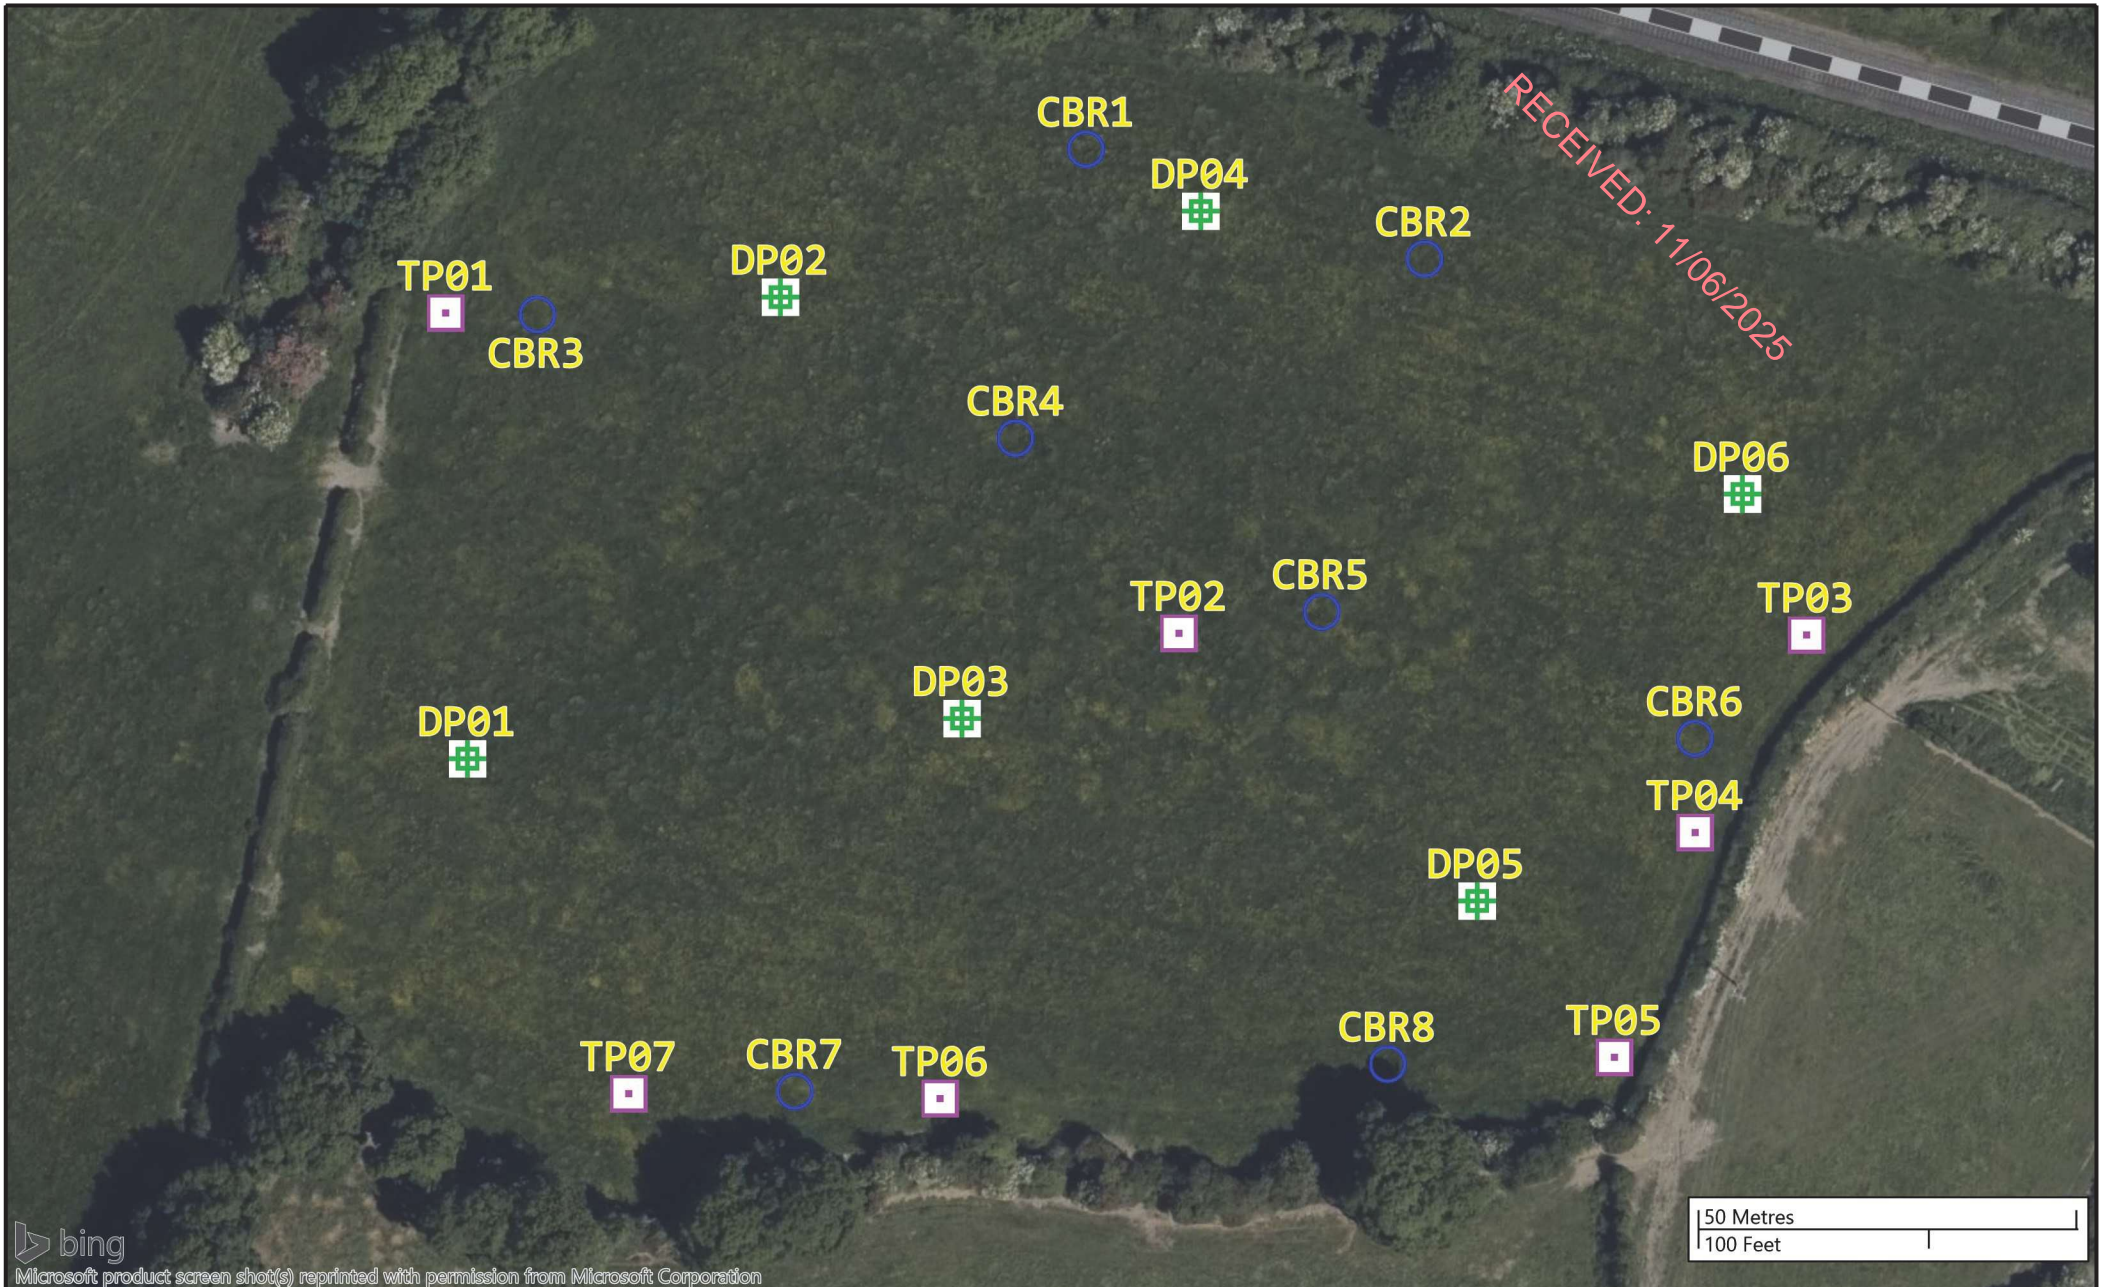 CBR1
DP04
RECEIVED: 11/06/2025
CBR2
DP02
TP01
CBR3
CBR4
DP06
CBR5
TP02
TP03
DP03
CBR6
DP01
TP04
DP05
TP05
CBR8
CBR7
TP07
TP06
50 Metres
100 Feet
bing
Microsoft product screen shot(s) reprinted with permission from Microsoft Corporation